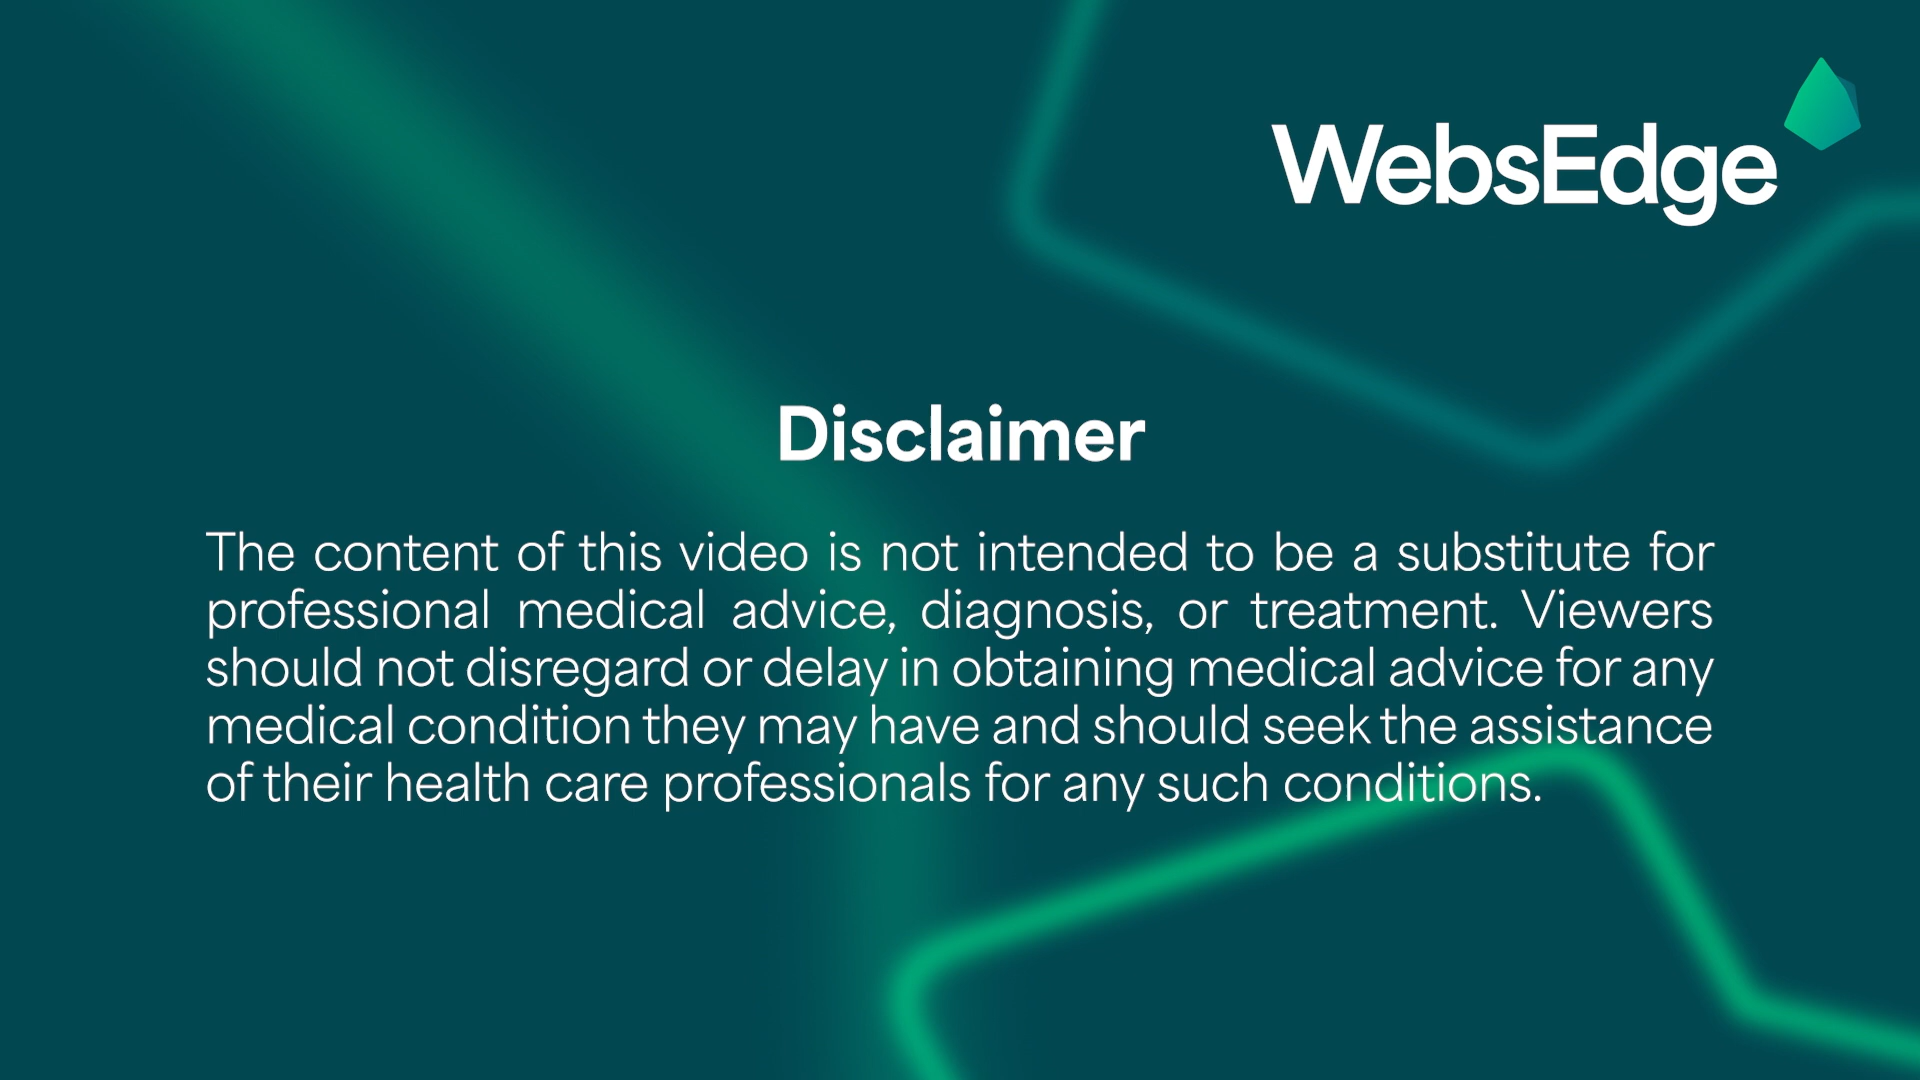 WebsEdge
Disclaimer
The content of this video is not intended to be a substitute for
professional medical advice, diagnosis, or treatment. Viewers
should not disregard or delay in obtaining medical advice for any
medical condition they may have and should seek the assistance
of their health care professionals for any such conditions.